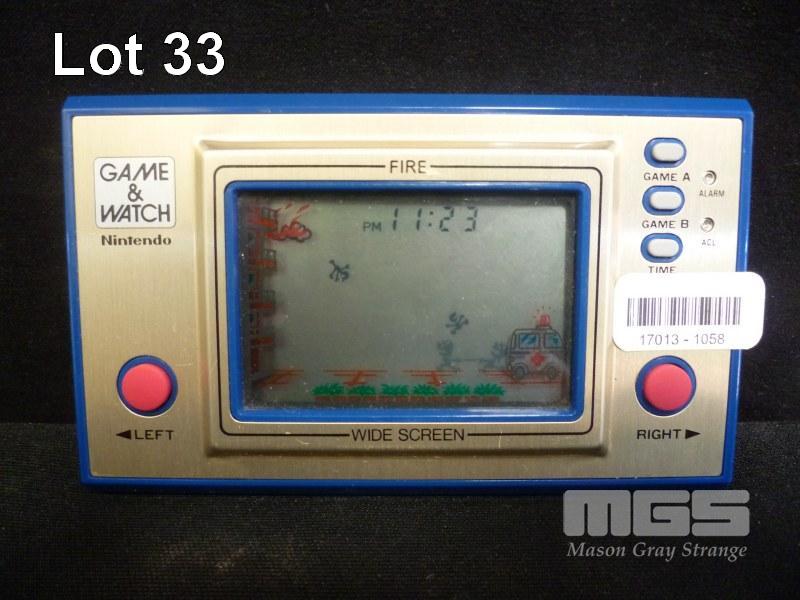 Lot 33
GAME
&
WATCH
Nintendo
FIRE
PM 11:23
GAME A
ALARM
GAME B
ACL
TIME
17013 - 1058
◄LEFT
WIDE SCREEN
RIGHT►
MGS
Mason Gray Strange